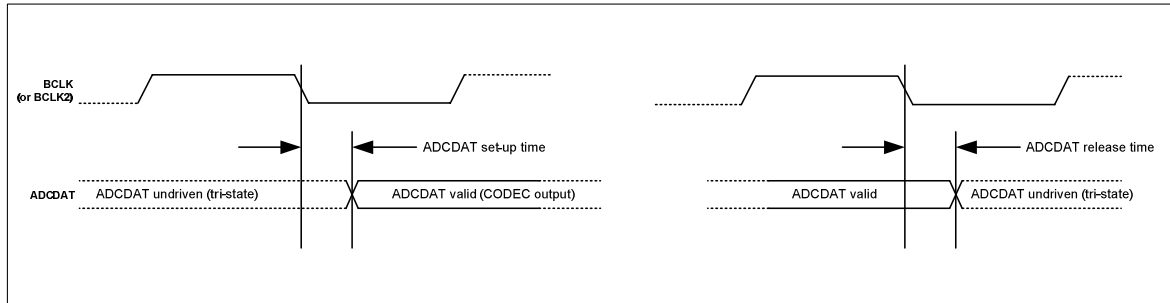 BCLK
(or BCLK2)
ADCDAT set-up time
ADCDAT release time
ADCDAT
ADCDAT undriven (tri-state)
ADCDAT valid (CODEC output)
ADCDAT valid
ADCDAT undriven (tri-state)